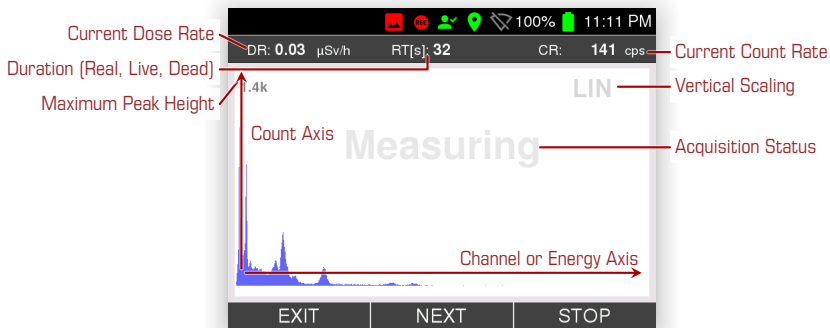 REC 100% 11:11 PM
Current Dose Rate DR: 0.03 µSv/h RT[s]: 32 CR: 141 cps Current Count Rate
Duration (Real, Live, Dead)
Maximum Peak Height 1.4k LIN Vertical Scaling
Count Axis
Measuring Acquisition Status
Channel or Energy Axis
EXIT NEXT STOP